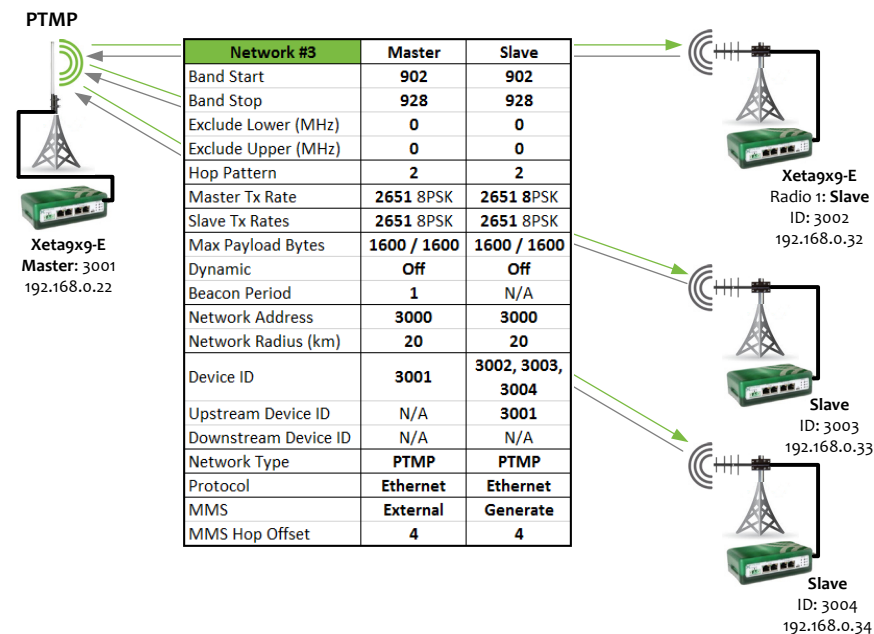 PTMP
Network #3 Master Slave
Band Start 902 902
Band Stop 928 928
Exclude Lower (MHz) 0 0
Exclude Upper (MHz) 0 0
Hop Pattern 2 2
Master Tx Rate 2651 8PSK 2651 8PSK
Slave Tx Rates 2651 8PSK 2651 8PSK
Max Payload Bytes 1600 / 1600 1600 / 1600
Dynamic Off Off
Beacon Period 1 N/A
Network Address 3000 3000
Network Radius (km) 20 20
Device ID 3001 3002, 3003,
3004
Upstream Device ID N/A 3001
Downstream Device ID N/A N/A
Network Type PTMP PTMP
Protocol Ethernet Ethernet
MMS External Generate
MMS Hop Offset 4 4
Xeta9x9-E
Master: 3001
192.168.0.22
Xeta9x9-E
Radio 1: Slave
ID: 3002
192.168.0.32
Slave
ID: 3003
192.168.0.33
Slave
ID: 3004
192.168.0.34